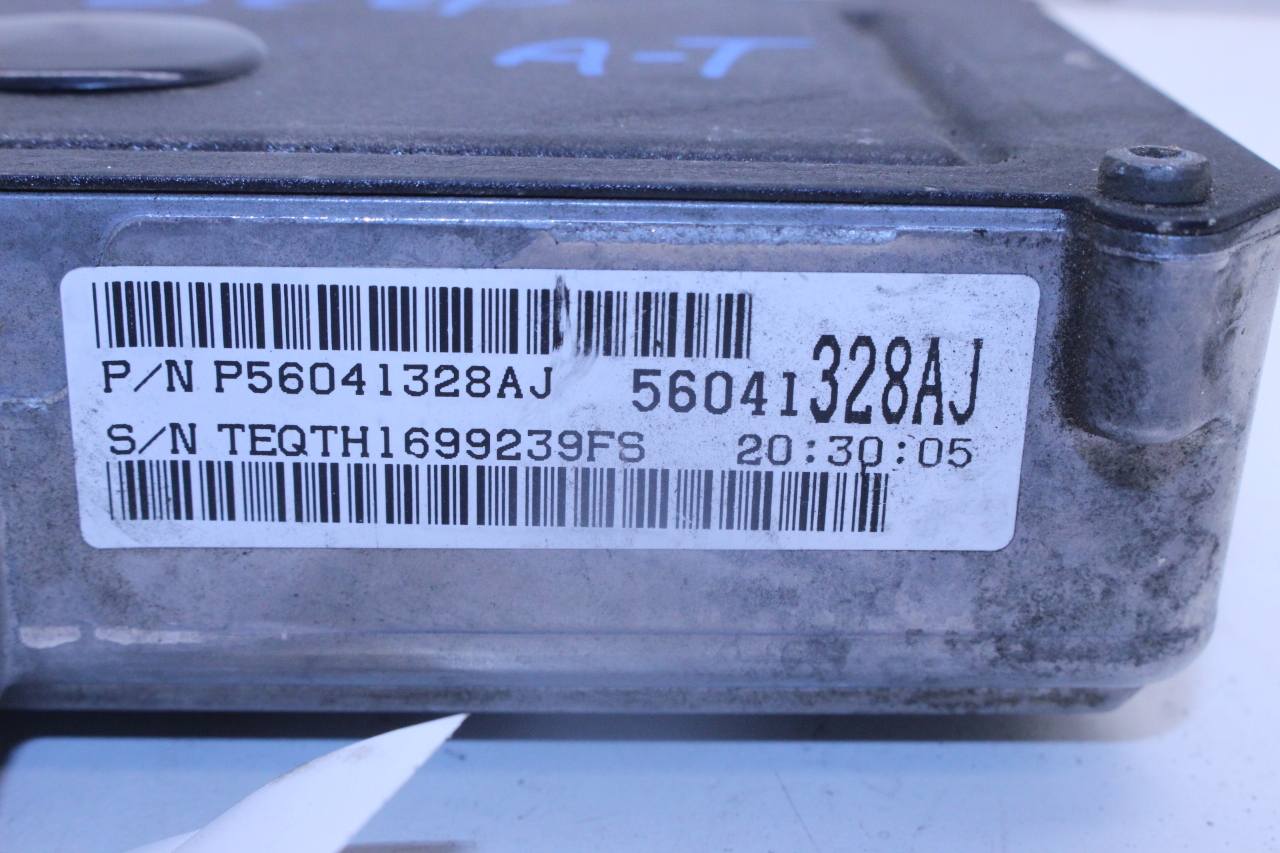 A-T
P/N P56041328AJ 56041328AJ
S/N TEQTH1699239FS 20:30:05